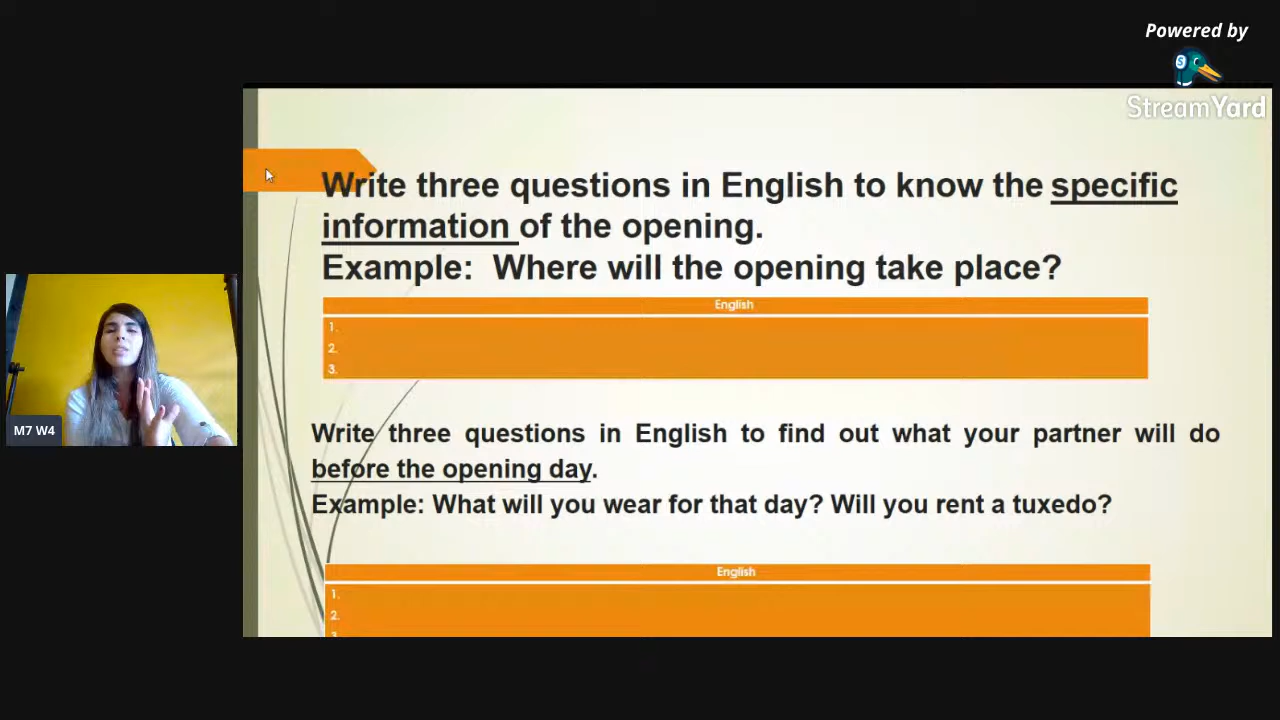 Powered by
StreamYard
Write three questions in English to know the specific
information of the opening.
Example: Where will the opening take place?
English
1.
2.
3.
M7 W4
Write three questions in English to find out what your partner will do
before the opening day.
Example: What will you wear for that day? Will you rent a tuxedo?
English
1.
2.
3.